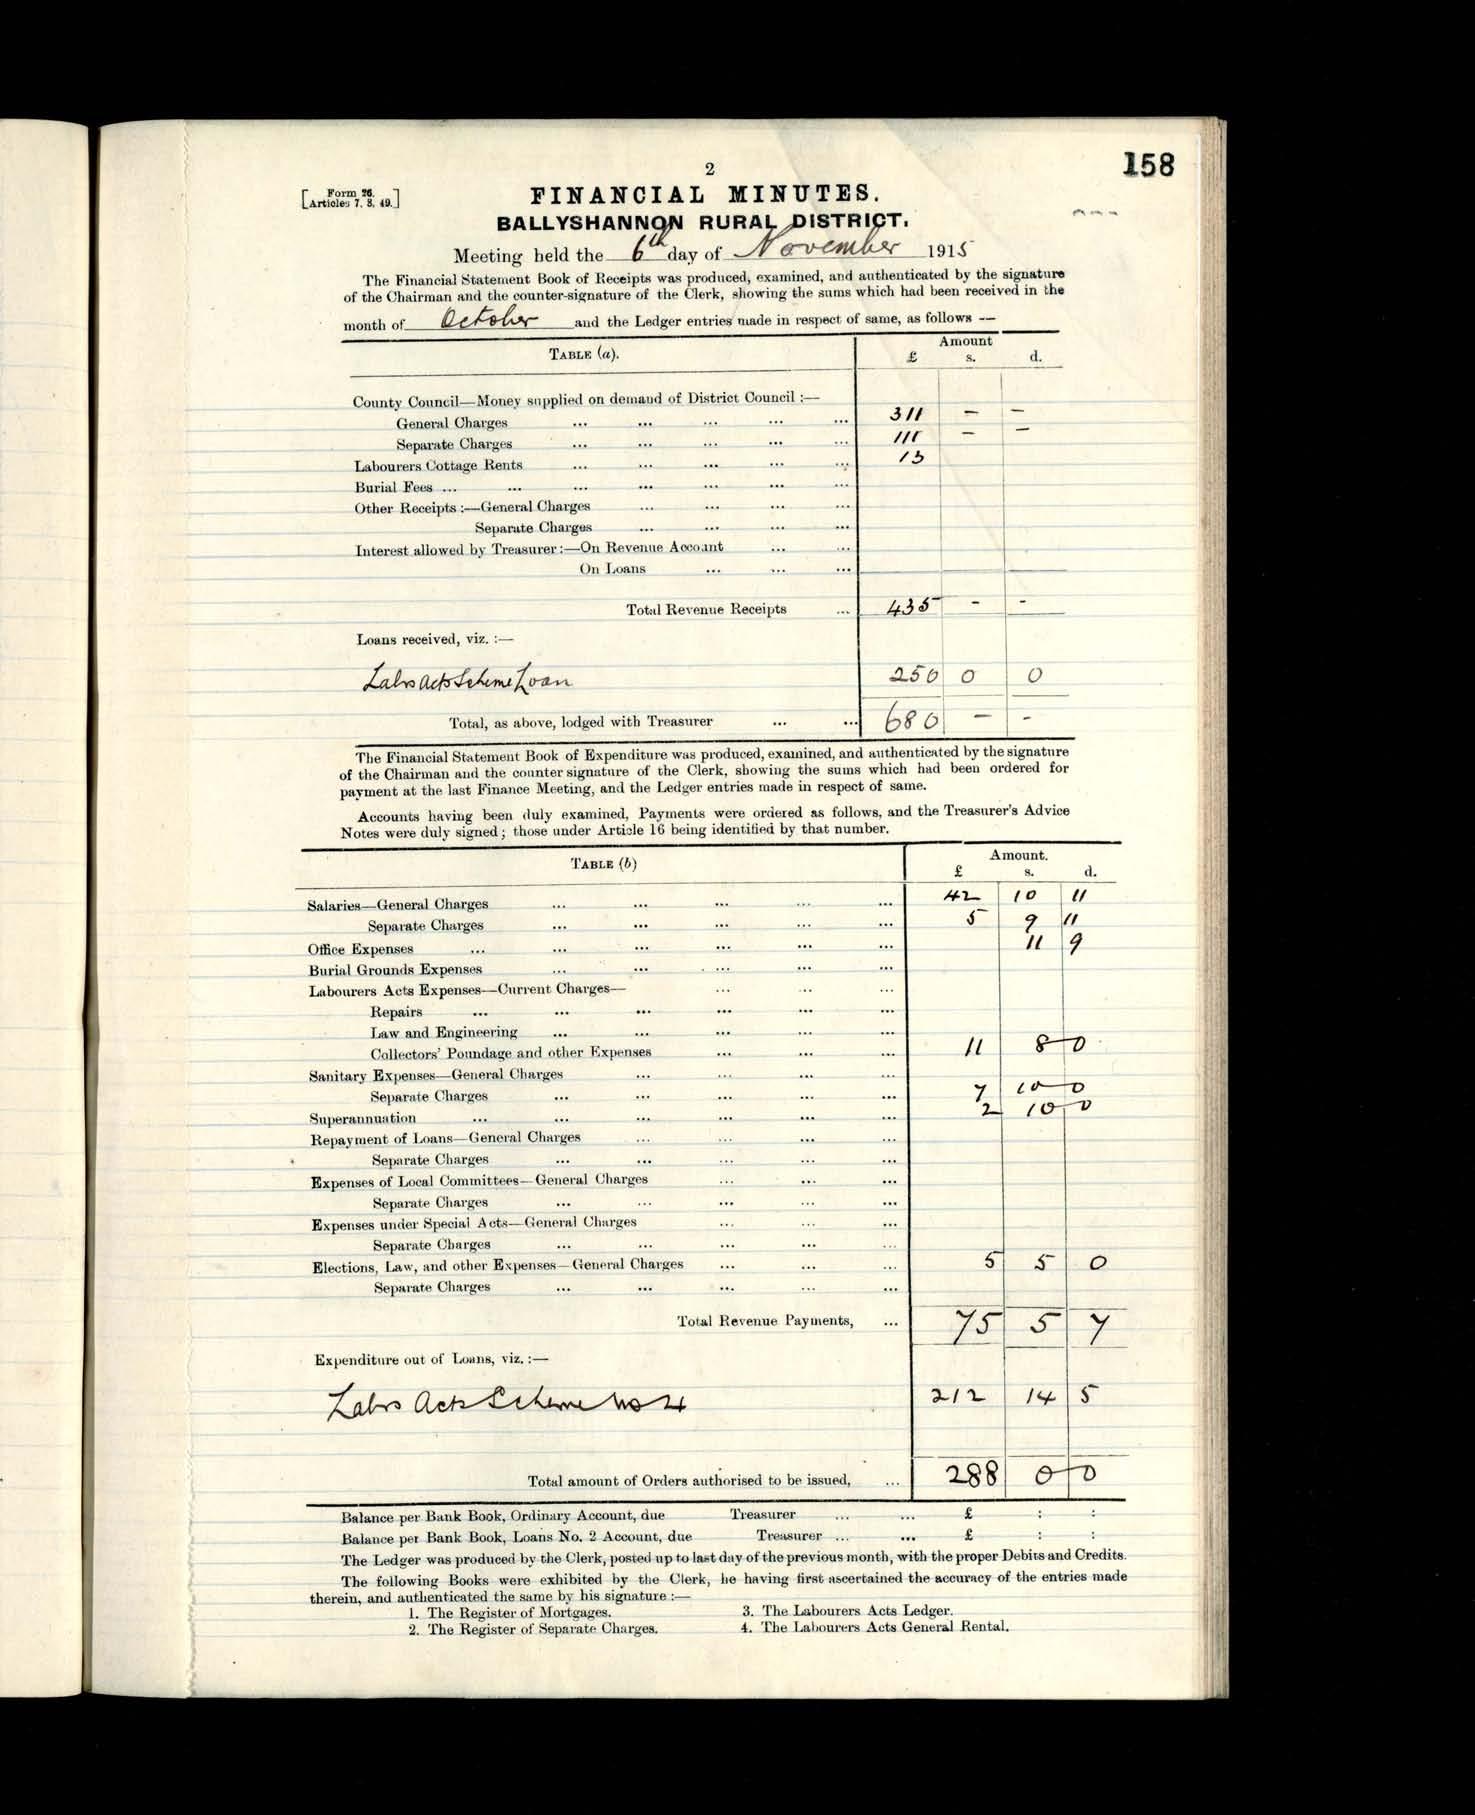 158
2
[Form 26. Articles 7, 8, 49.]
FINANCIAL MINUTES.
BALLYSHANNON RURAL DISTRICT.
Meeting held the 6th day of November 1915
The Financial Statement Book of Receipts was produced, examined, and authenticated by the signature
of the Chairman and the counter-signature of the Clerk, showing the sums which had been received in the
month of October and the Ledger entries made in respect of same, as follows —
TABLE (a). Amount
£ s. d.
County Council—Money supplied on demand of District Council :—
General Charges ... ... ... ... ... 311 - -
Separate Charges ... ... ... ... ... 111 - -
Labourers Cottage Rents ... ... ... ... ... 13
Burial Fees ... ... ... ... ... ... ...
Other Receipts :—General Charges ... ... ... ...
Separate Charges ... ... ... ...
Interest allowed by Treasurer :—On Revenue Account ... ...
On Loans ... ... ...
Total Revenue Receipts ... 435 - -
Loans received, viz. :—
Labrs Acts Scheme Loan 250 0 0
Total, as above, lodged with Treasurer ... ... 680 - -
The Financial Statement Book of Expenditure was produced, examined, and authenticated by the signature
of the Chairman and the counter signature of the Clerk, showing the sums which had been ordered for
payment at the last Finance Meeting, and the Ledger entries made in respect of same.
Accounts having been duly examined, Payments were ordered as follows, and the Treasurer's Advice
Notes were duly signed; those under Article 16 being identified by that number.
TABLE (b) Amount.
£ s. d.
Salaries—General Charges ... ... ... ... ... 42 10 11
Separate Charges ... ... ... ... ... 5 9 11
Office Expenses ... ... ... ... ... ... 11 9
Burial Grounds Expenses ... ... ... ... ...
Labourers Acts Expenses—Current Charges— ... ... ...
Repairs ... ... ... ... ... ...
Law and Engineering ... ... ... ... ...
Collectors' Poundage and other Expenses ... ... ... 11 8 0
Sanitary Expenses—General Charges ... ... ... ...
Separate Charges ... ... ... ... ... 7 10 0
Superannuation ... ... ... ... ... ... 2 10 0
Repayment of Loans—General Charges ... ... ... ...
Separate Charges ... ... ... ... ...
Expenses of Local Committees—General Charges ... ... ...
Separate Charges ... ... ... ... ...
Expenses under Special Acts—General Charges ... ... ...
Separate Charges ... ... ... ... ...
Elections, Law, and other Expenses—General Charges ... ... ... 5 5 0
Separate Charges ... ... ... ... ...
Total Revenue Payments, ... 75 5 7
Expenditure out of Loans, viz. :—
Labrs Acts Scheme No 4 212 14 5
Total amount of Orders authorised to be issued, ... 288 0 0
Balance per Bank Book, Ordinary Account, due Treasurer ... ... £ : :
Balance per Bank Book, Loans No. 2 Account, due Treasurer ... ... £ : :
The Ledger was produced by the Clerk, posted up to last day of the previous month, with the proper Debits and Credits.
The following Books were exhibited by the Clerk, he having first ascertained the accuracy of the entries made
therein, and authenticated the same by his signature :—
1. The Register of Mortgages. 3. The Labourers Acts Ledger.
2. The Register of Separate Charges. 4. The Labourers Acts General Rental.